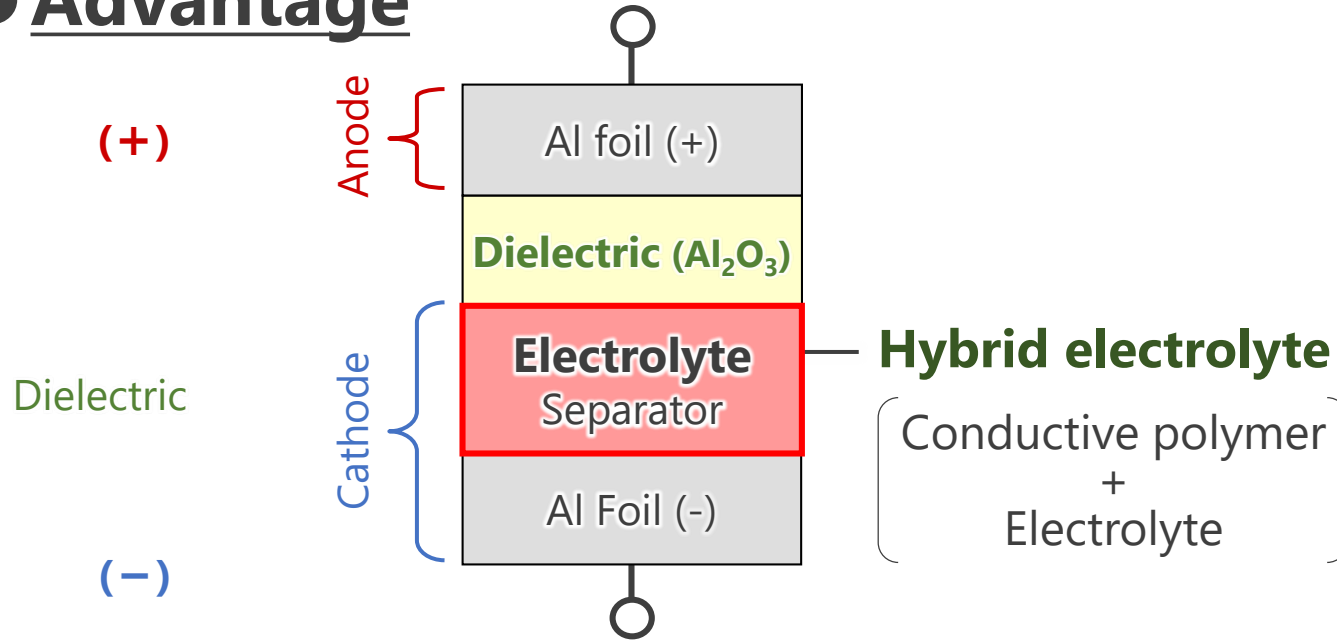 Advantage
(+)
Anode
Al foil (+)
Dielectric (Al₂O₃)
Dielectric
Cathode
Electrolyte
Separator
Al Foil (-)
(−)
Hybrid electrolyte
Conductive polymer
+
Electrolyte